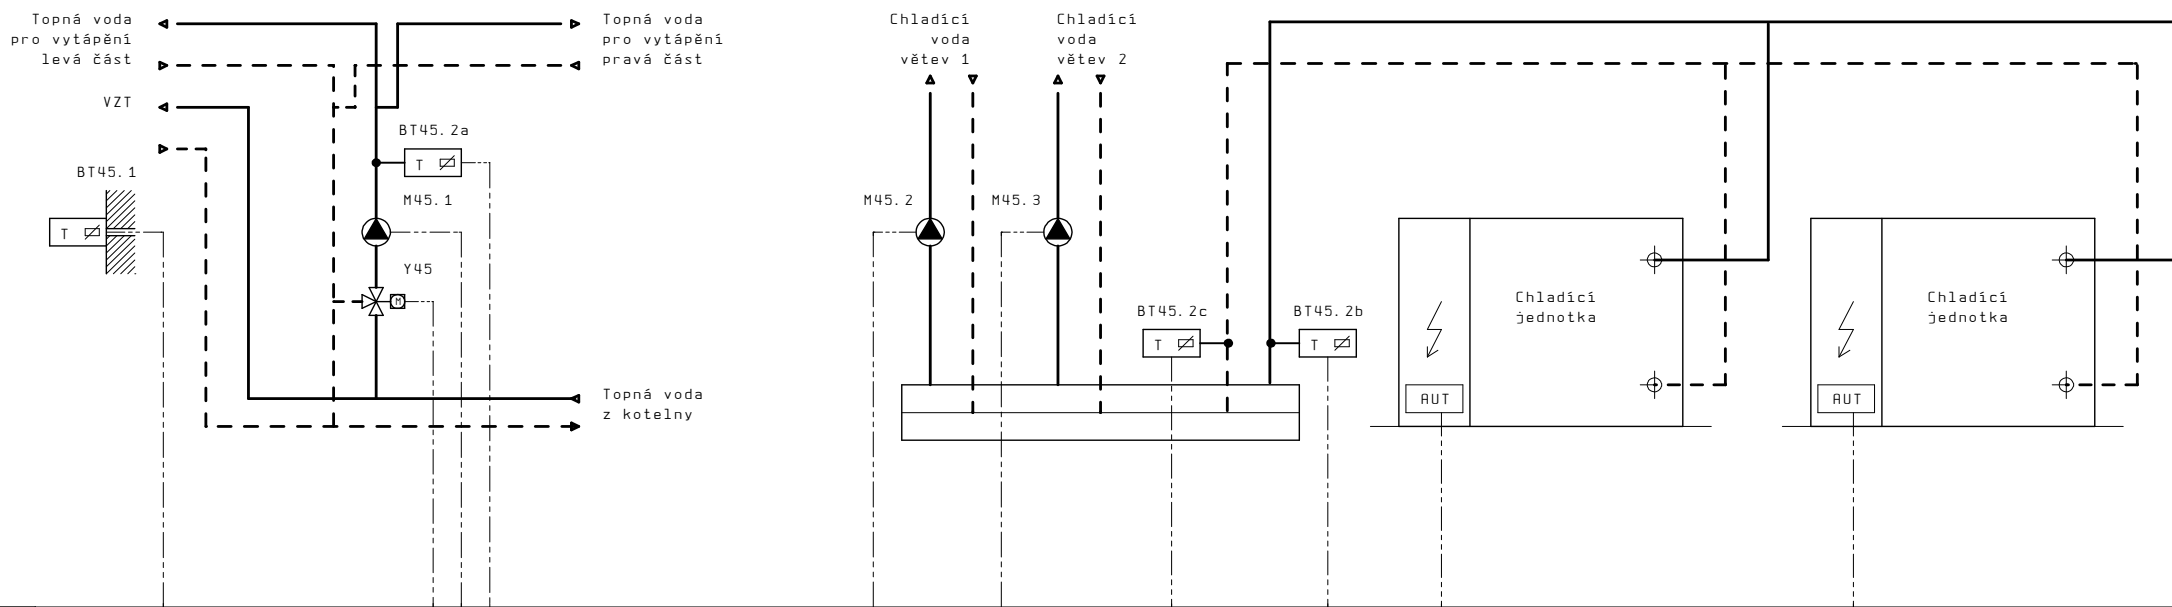 Topná voda
pro vytápění
levá část
VZT
BT45.1
T
Topná voda
pro vytápění
pravá část
BT45.2a
T
M45.1
Y45
M
Topná voda
z kotelny
Chladící
voda
větev 1
Chladící
voda
větev 2
M45.2
M45.3
BT45.2c
T
BT45.2b
T
Chladící
jednotka
AUT
Chladící
jednotka
AUT